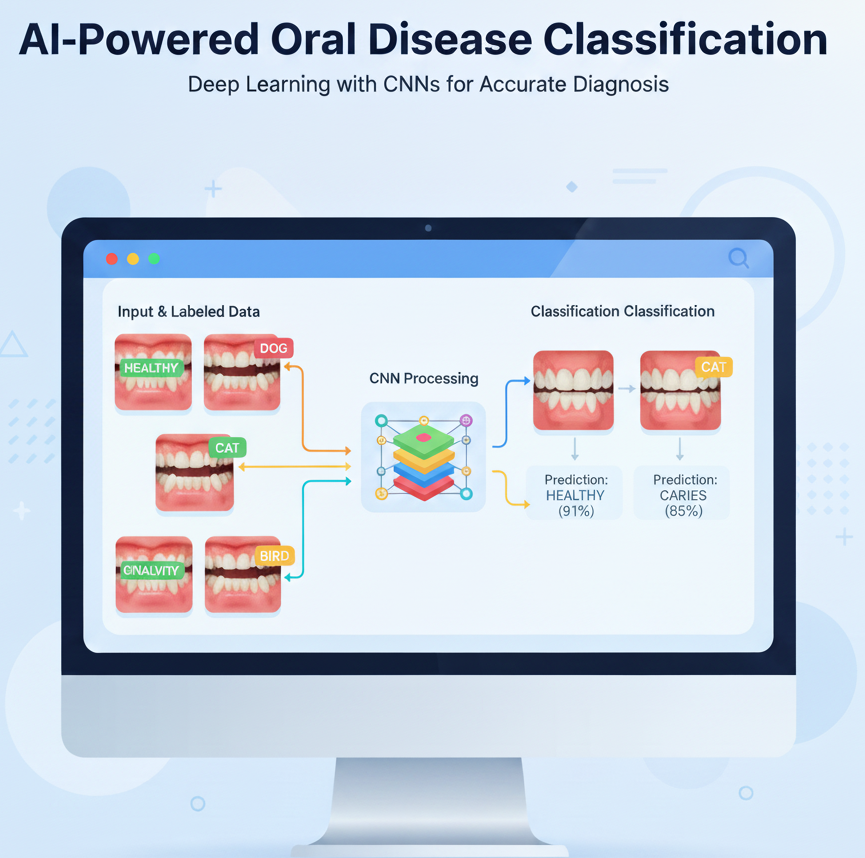 AI-Powered Oral Disease Classification
Deep Learning with CNNs for Accurate Diagnosis
Input & Labeled Data
HEALTHY
DOG
CAT
GINALVITY
BIRD
CNN Processing
Classification Classification
CAT
Prediction:
HEALTHY
(91%)
Prediction:
CARIES
(85%)